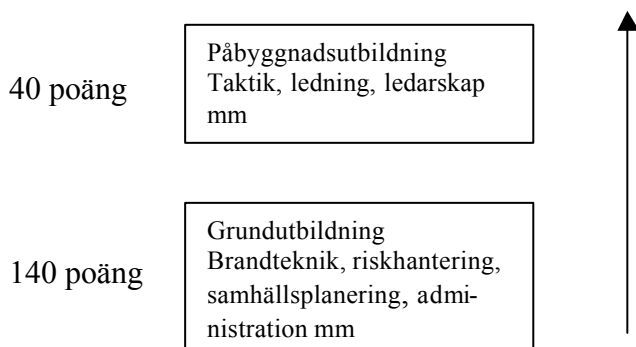 40 poäng
Påbyggnadsutbildning
Taktik, ledning, ledarskap
mm
140 poäng
Grundutbildning
Brandteknik, riskhantering,
samhällsplanering, admi-
nistration mm